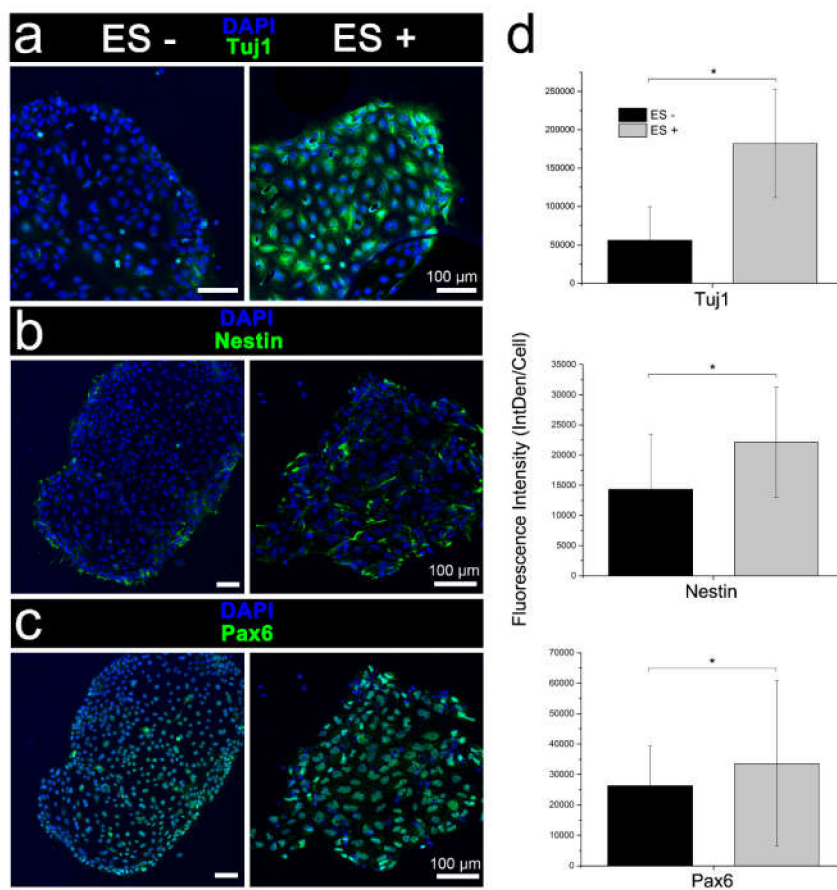 a ES - DAPI ES +
Tuj1
100 µm
b DAPI
Nestin
100 µm
c DAPI
Pax6
100 µm
d
Fluorescence Intensity (IntDen/Cell)
*
ES -
ES +
250000
200000
150000
100000
50000
0
Tuj1
*
35000
30000
25000
20000
15000
10000
5000
0
Nestin
*
70000
60000
50000
40000
30000
20000
10000
0
Pax6